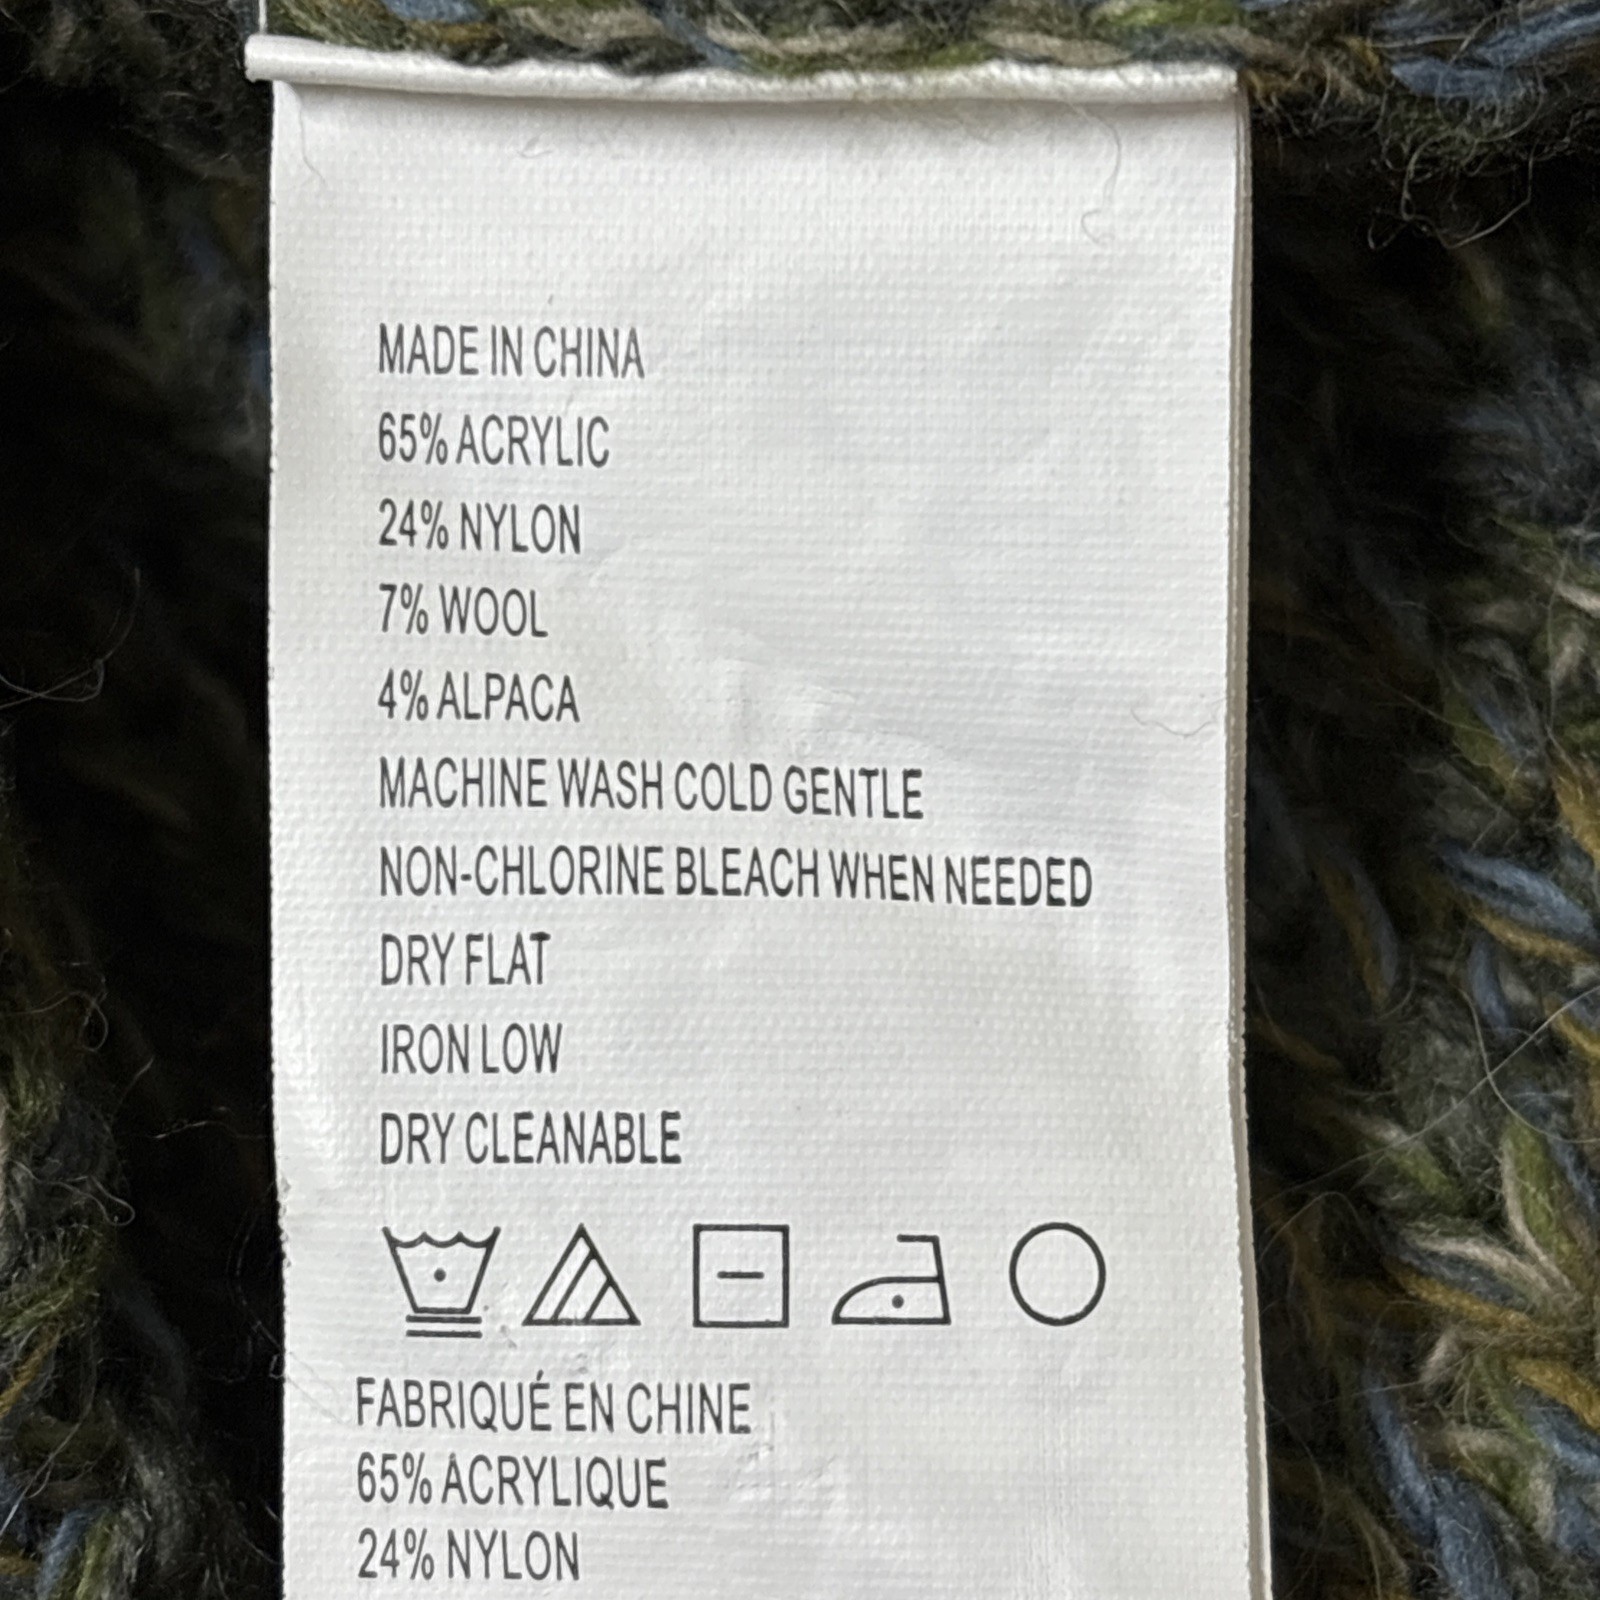 MADE IN CHINA
65% ACRYLIC
24% NYLON
7% WOOL
4% ALPACA
MACHINE WASH COLD GENTLE
NON-CHLORINE BLEACH WHEN NEEDED
DRY FLAT
IRON LOW
DRY CLEANABLE
FABRIQUÉ EN CHINE
65% ACRYLIQUE
24% NYLON